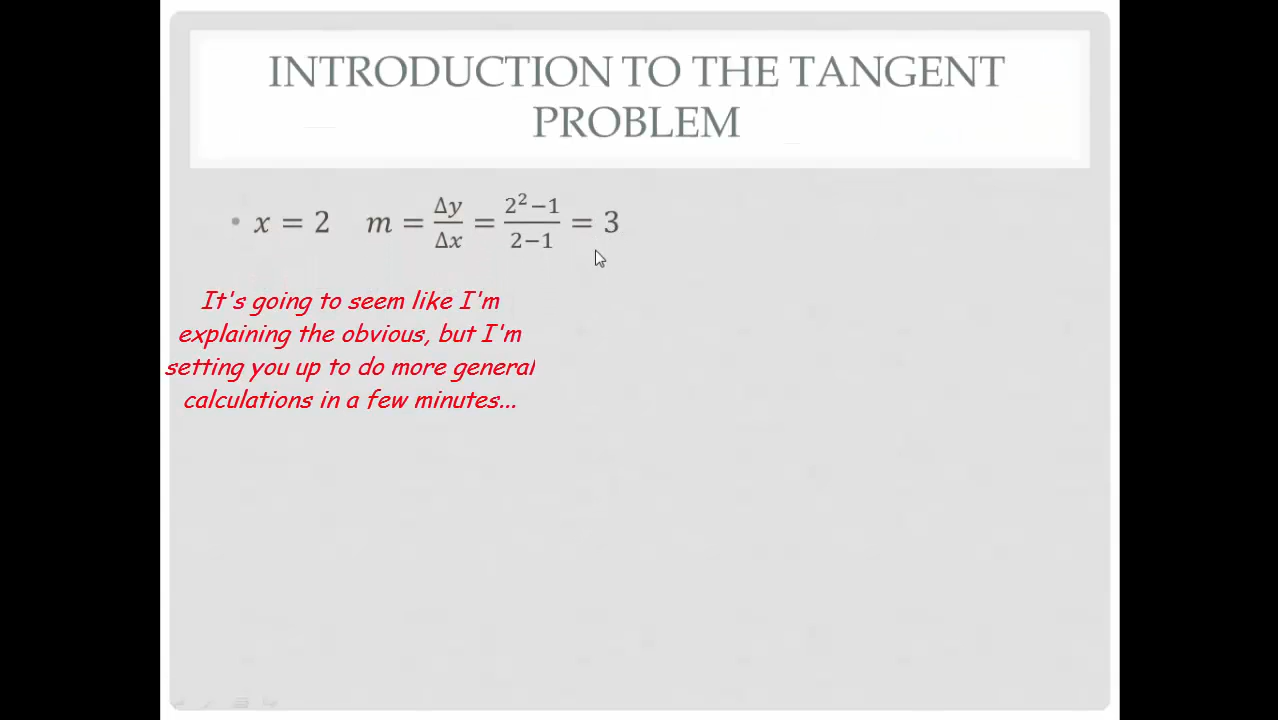 INTRODUCTION TO THE TANGENT
PROBLEM
• x = 2 m = Δy/Δx = 2²−1/2−1 = 3
It's going to seem like I'm
explaining the obvious, but I'm
setting you up to do more general
calculations in a few minutes...